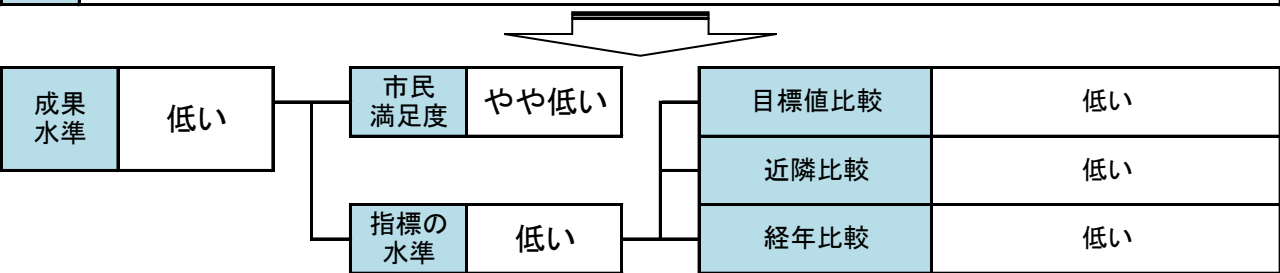 成果
水準
低い
市民
満足度
やや低い
指標の
水準
低い
目標値比較
低い
近隣比較
低い
経年比較
低い